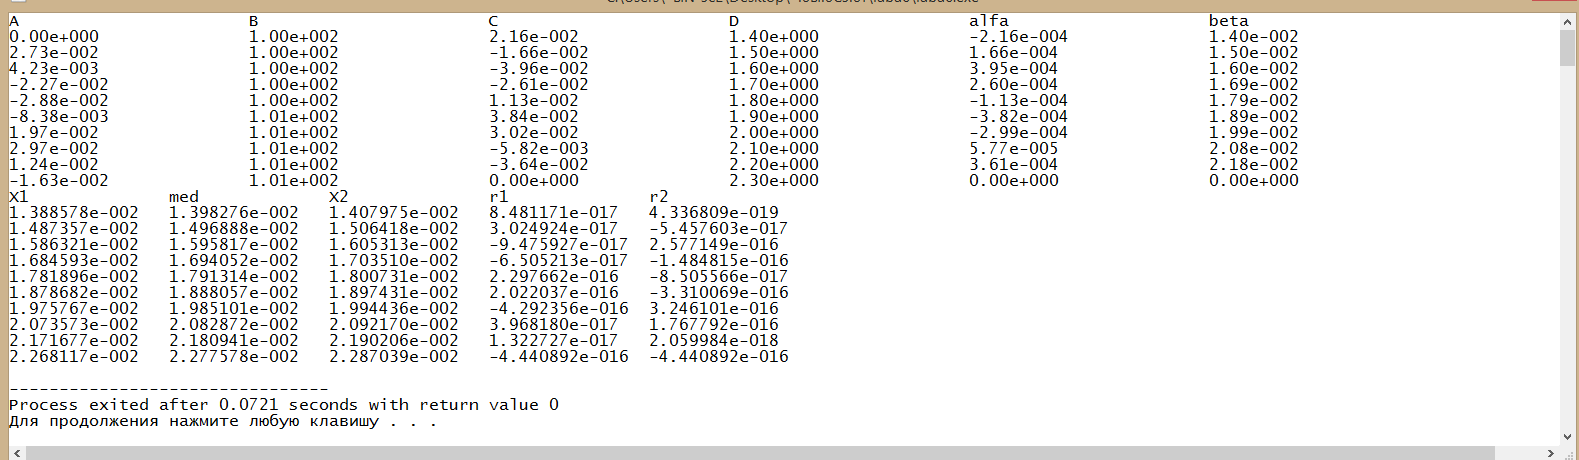 A B C D alfa beta
0.00e+000 1.00e+002 2.16e-002 1.40e+000 -2.16e-004 1.40e-002
2.73e-002 1.00e+002 -1.66e-002 1.50e+000 1.66e-004 1.50e-002
4.23e-003 1.00e+002 -3.96e-002 1.60e+000 3.95e-004 1.60e-002
-2.27e-002 1.00e+002 -2.61e-002 1.70e+000 2.60e-004 1.69e-002
-2.88e-002 1.00e+002 1.13e-002 1.80e+000 -1.13e-004 1.79e-002
-8.38e-003 1.01e+002 3.84e-002 1.90e+000 -3.82e-004 1.89e-002
1.97e-002 1.01e+002 3.02e-002 2.00e+000 -2.99e-004 1.99e-002
2.97e-002 1.01e+002 -5.82e-003 2.10e+000 5.77e-005 2.08e-002
1.24e-002 1.01e+002 -3.64e-002 2.20e+000 3.61e-004 2.18e-002
-1.63e-002 1.01e+002 0.00e+000 2.30e+000 0.00e+000 0.00e+000
X1 med X2 r1 r2
1.388578e-002 1.398276e-002 1.407975e-002 8.481171e-017 4.336809e-019
1.487357e-002 1.496888e-002 1.506418e-002 3.024924e-017 -5.457603e-017
1.586321e-002 1.595817e-002 1.605313e-002 -9.475927e-017 2.577149e-016
1.684593e-002 1.694052e-002 1.703510e-002 -6.505213e-017 -1.484815e-016
1.781896e-002 1.791314e-002 1.800731e-002 2.297662e-016 -8.505566e-017
1.878682e-002 1.888057e-002 1.897431e-002 2.022037e-016 -3.310069e-016
1.975767e-002 1.985101e-002 1.994436e-002 -4.292356e-016 3.246101e-016
2.073573e-002 2.082872e-002 2.092170e-002 3.968180e-017 1.767792e-016
2.171677e-002 2.180941e-002 2.190206e-002 1.322727e-017 2.059984e-018
2.268117e-002 2.277578e-002 2.287039e-002 -4.440892e-016 -4.440892e-016
--------------------------------
Process exited after 0.0721 seconds with return value 0
Для продолжения нажмите любую клавишу . . .